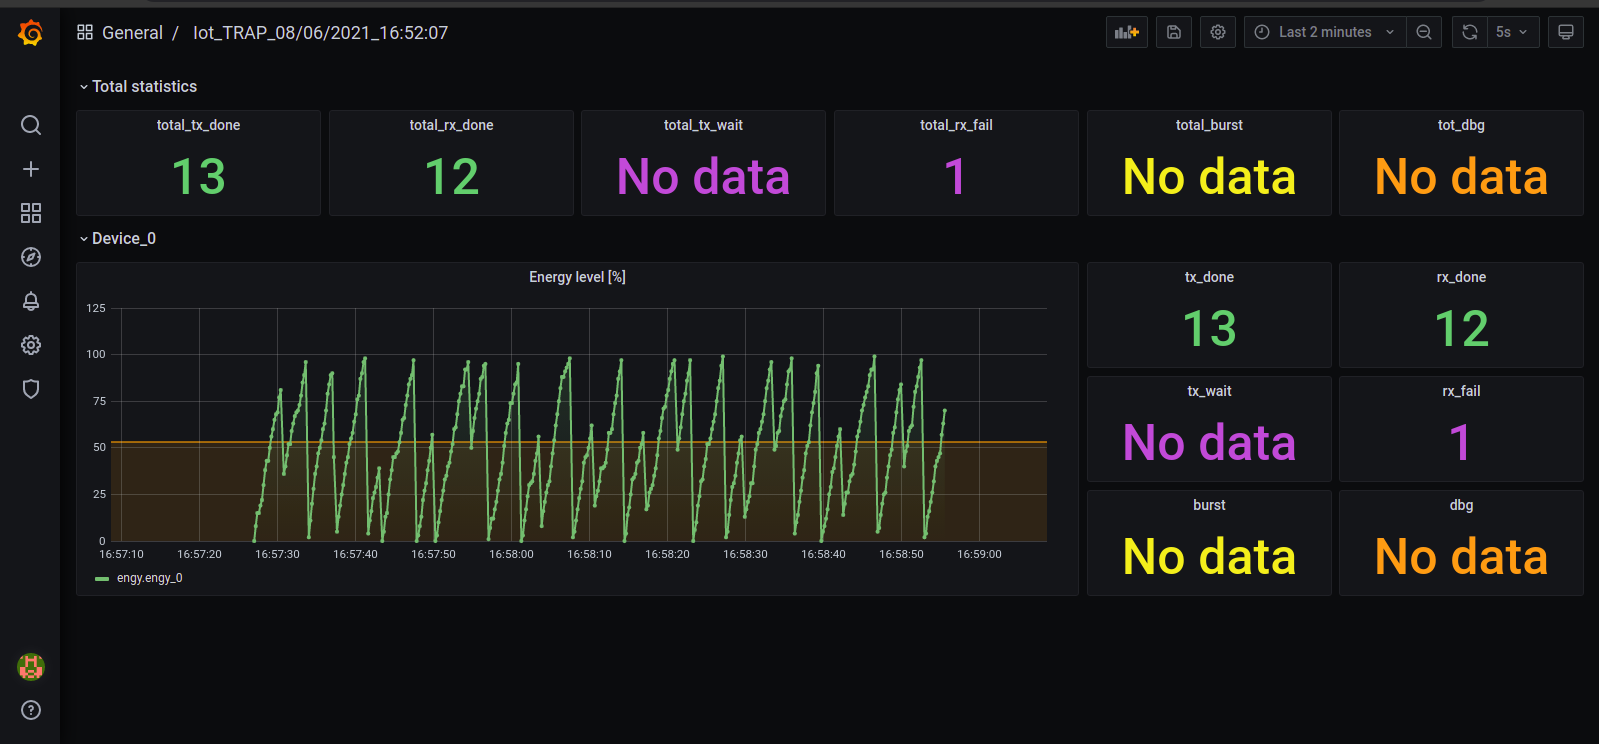 General / Iot_TRAP_08/06/2021_16:52:07
Last 2 minutes
5s
Total statistics
total_tx_done
total_rx_done
total_tx_wait
total_rx_fail
total_burst
tot_dbg
13
12
No data
1
No data
No data
Device_0
Energy level [%]
125
100
75
50
25
0
16:57:10
16:57:20
16:57:30
16:57:40
16:57:50
16:58:00
16:58:10
16:58:20
16:58:30
16:58:40
16:58:50
16:59:00
engy.engy_0
tx_done
rx_done
13
12
tx_wait
rx_fail
No data
1
burst
dbg
No data
No data